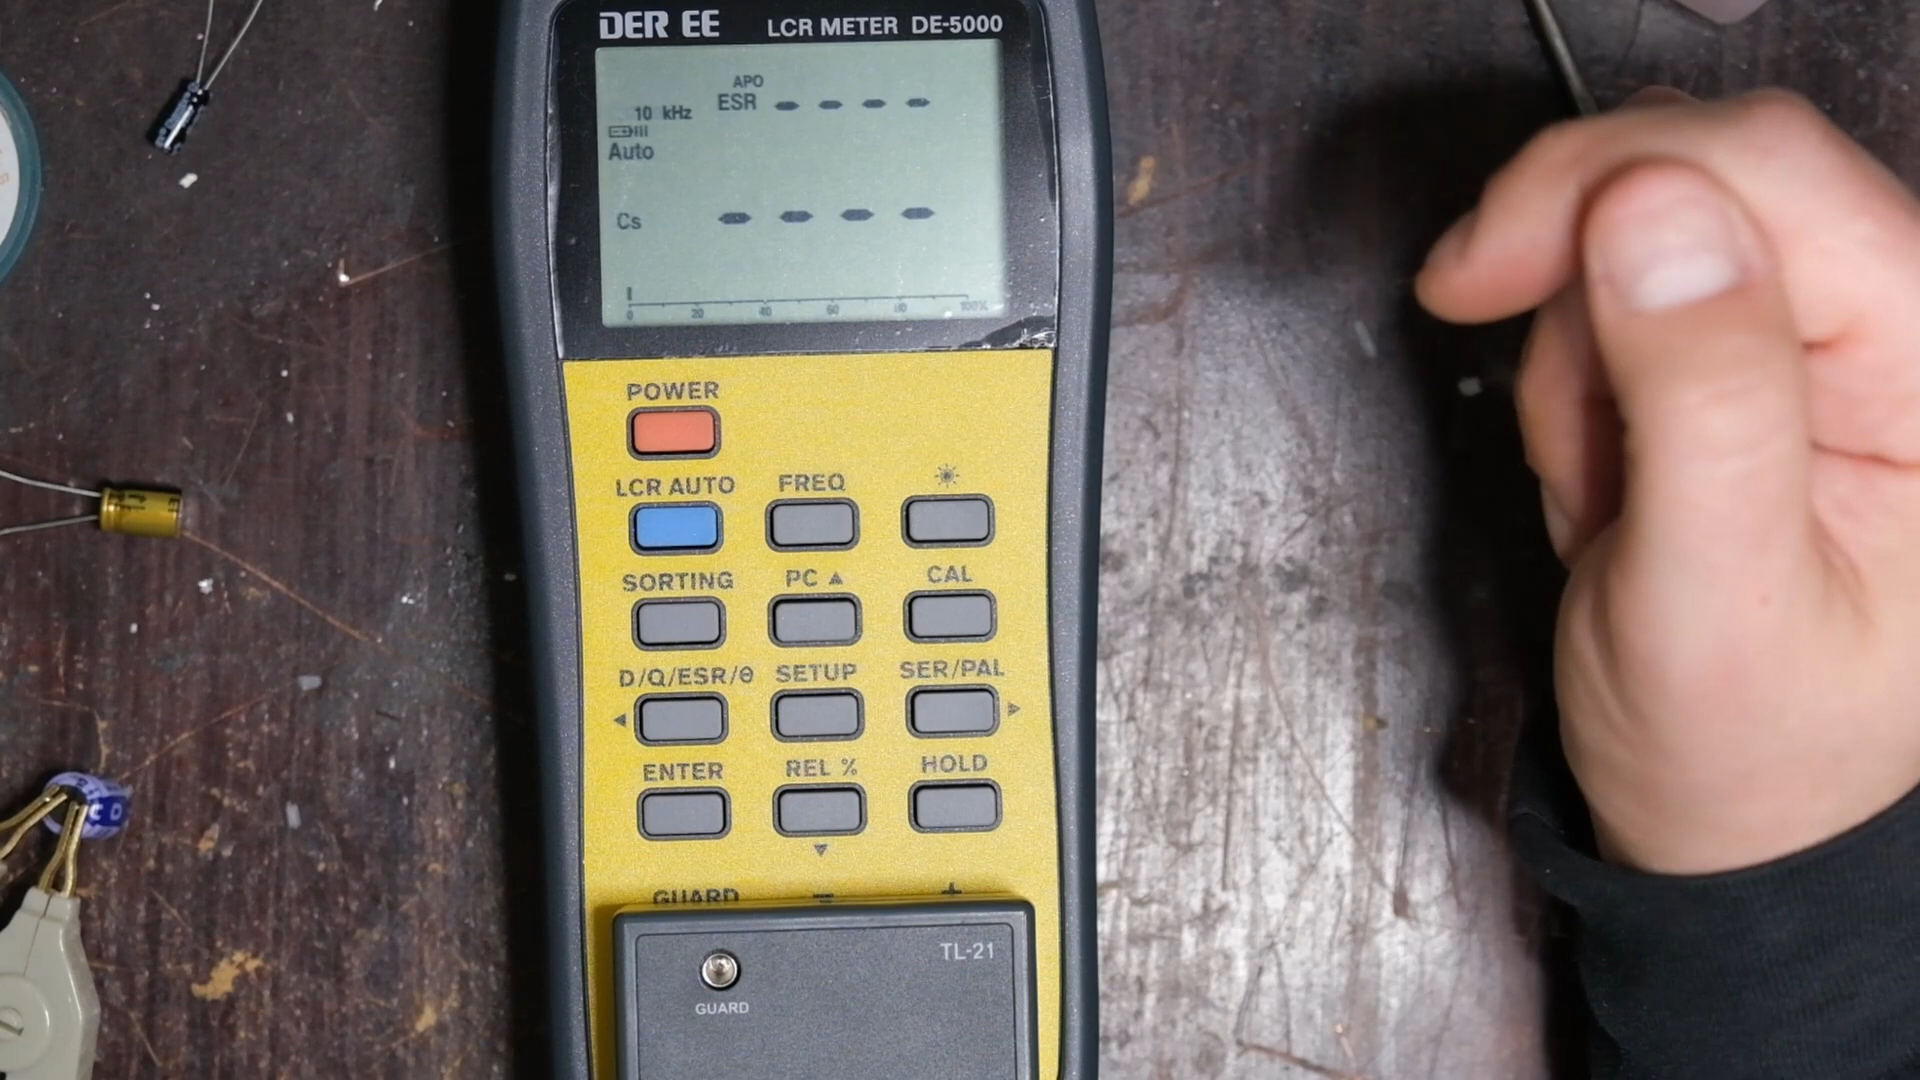 DER EE LCR METER DE-5000
APO
ESR ----
10 kHz
Auto
Cs ----
0 20 40 60 80 100%
POWER
LCR AUTO FREQ
SORTING PC ▲ CAL
D/Q/ESR/θ SETUP SER/PAL
ENTER REL % HOLD
GUARD - +
TL-21
GUARD